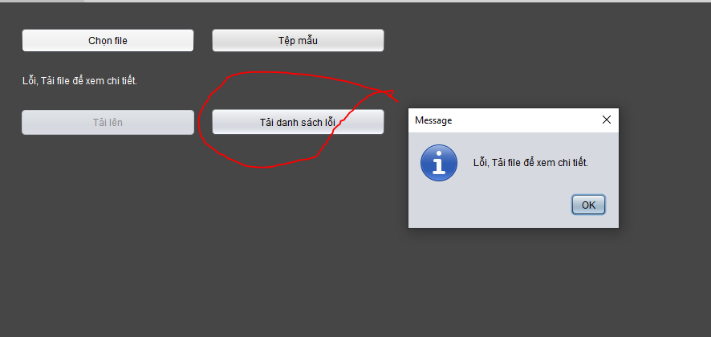 Chọn file
Tệp mẫu
Lỗi, Tải file để xem chi tiết.
Tải lên
Tải danh sách lỗi
Message
Lỗi, Tải file để xem chi tiết.
OK